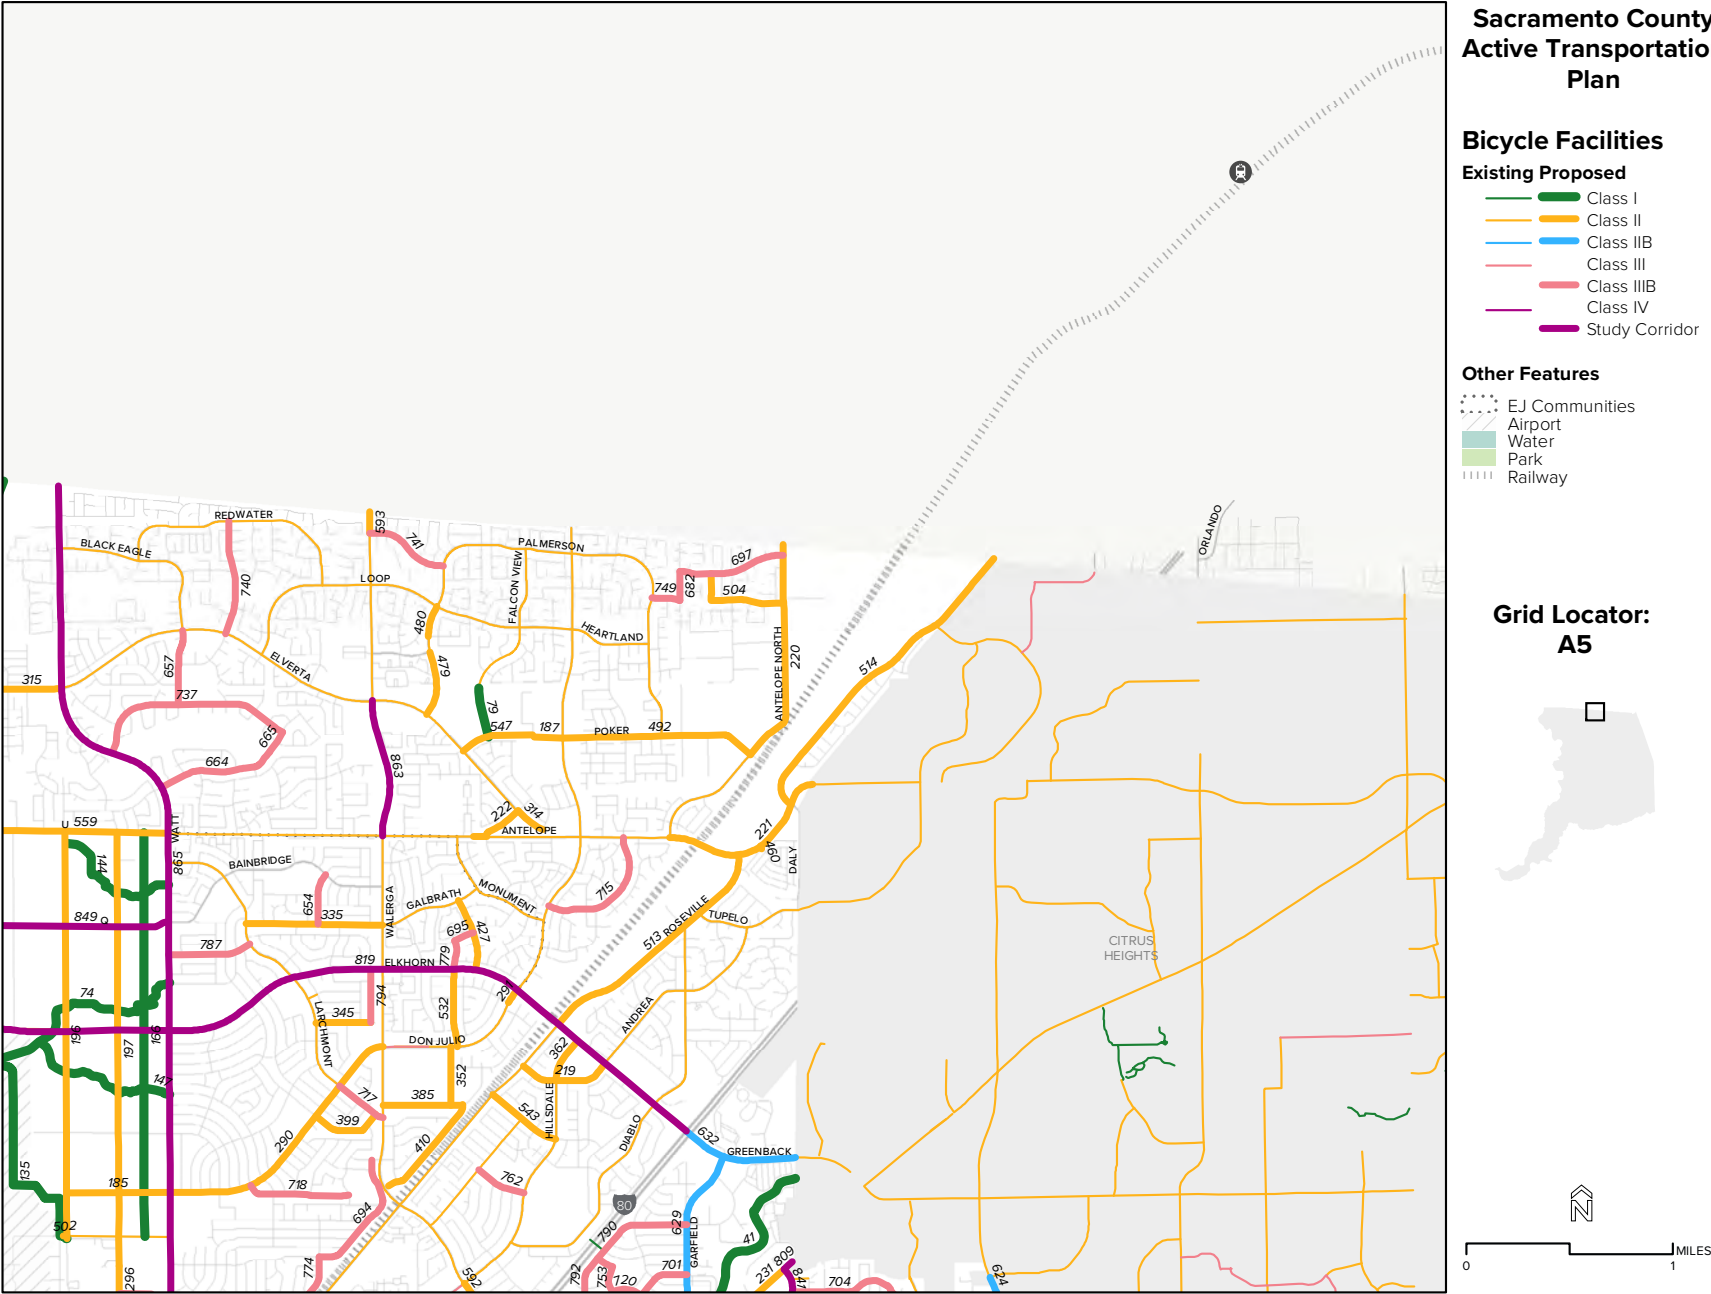 Sacramento County
Active Transportatio
Plan
Bicycle Facilities
Existing Proposed
Class I
Class II
Class IIB
Class III
Class IIIB
Class IV
Study Corridor
Other Features
EJ Communities
Airport
Water
Park
Railway
Grid Locator:
A5
N
MILES
0
1
REDWATER
593
741
BLACK EAGLE
PALMERSON
697
ORLANDO
740
LOOP
FALCON VIEW
749
682
504
480
HEARTLAND
657
ELVERTA
479
ANTELOPE NORTH
220
514
315
737
79
547
187
POKER
492
665
664
863
222
314
U
559
WATT
ANTELOPE
221
460
DALY
144
865
BAINBRIDGE
654
335
WALERGA
GALBRATH
MONUMENT
715
849
Q
695
427
513
ROSEVILLE
TUPELO
787
779
819
ELKHORN
CITRUS
HEIGHTS
74
794
345
532
LARCHMONT
ANDREA
196
197
166
DON JULIO
362
219
352
147
717
385
399
543
HILLSDALE
290
410
DIABLO
632
GREENBACK
135
185
718
762
80
502
694
790
629
GARFIELD
41
774
592
792
753
120
701
231
809
841
704
624
296